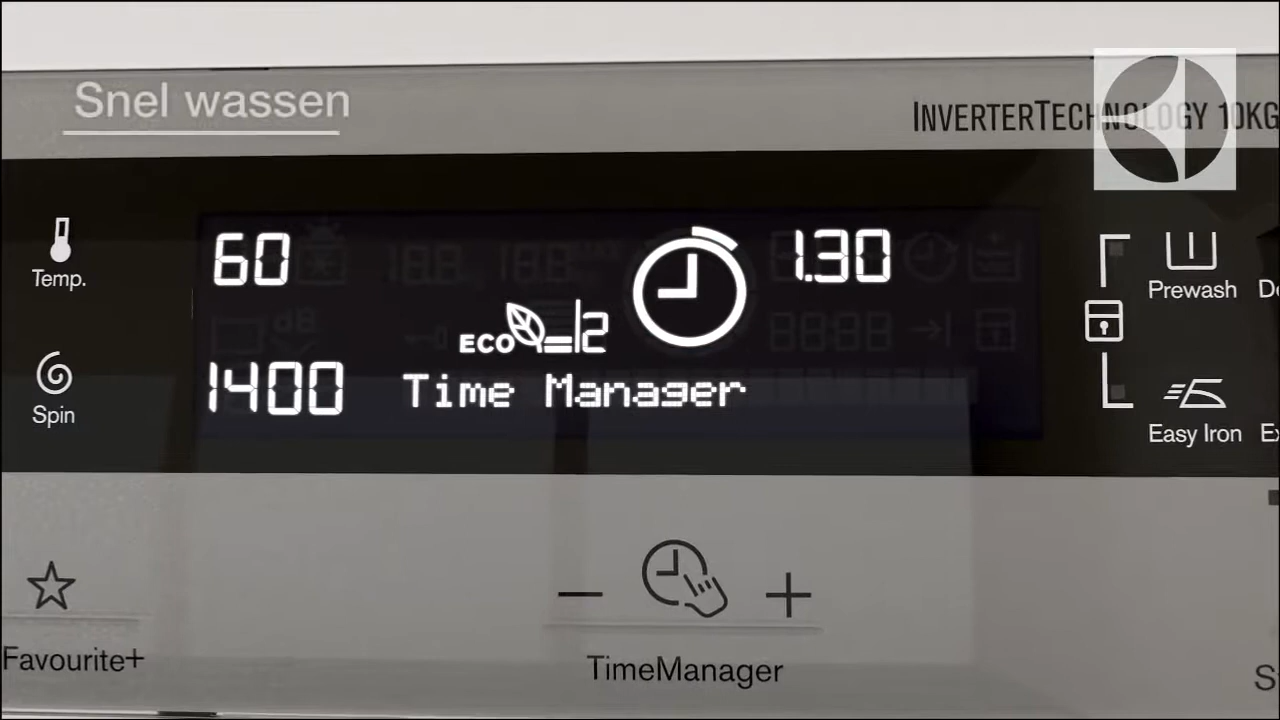 Snel wassen
INVERTERTECHNOLOGY 10KG
60
1.30
Temp.
Prewash
ECO
1400
Time Manager
Spin
Easy Iron
Favourite+
TimeManager